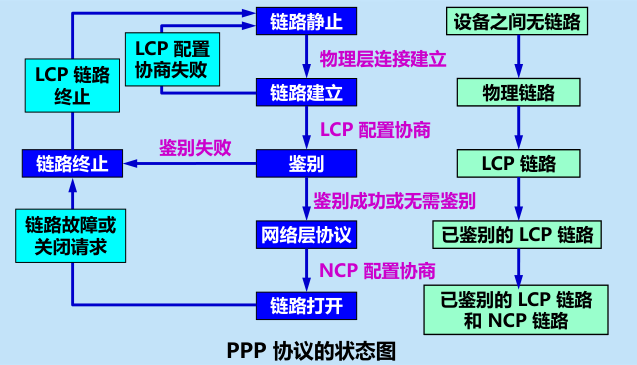 链路静止
设备之间无链路
LCP 配置
协商失败
物理层连接建立
LCP 链路
终止
链路建立
物理链路
LCP 配置协商
鉴别失败
链路终止
鉴别
LCP 链路
鉴别成功或无需鉴别
链路故障或
关闭请求
网络层协议
已鉴别的 LCP 链路
NCP 配置协商
链路打开
已鉴别的 LCP 链路
和 NCP 链路
PPP 协议的状态图